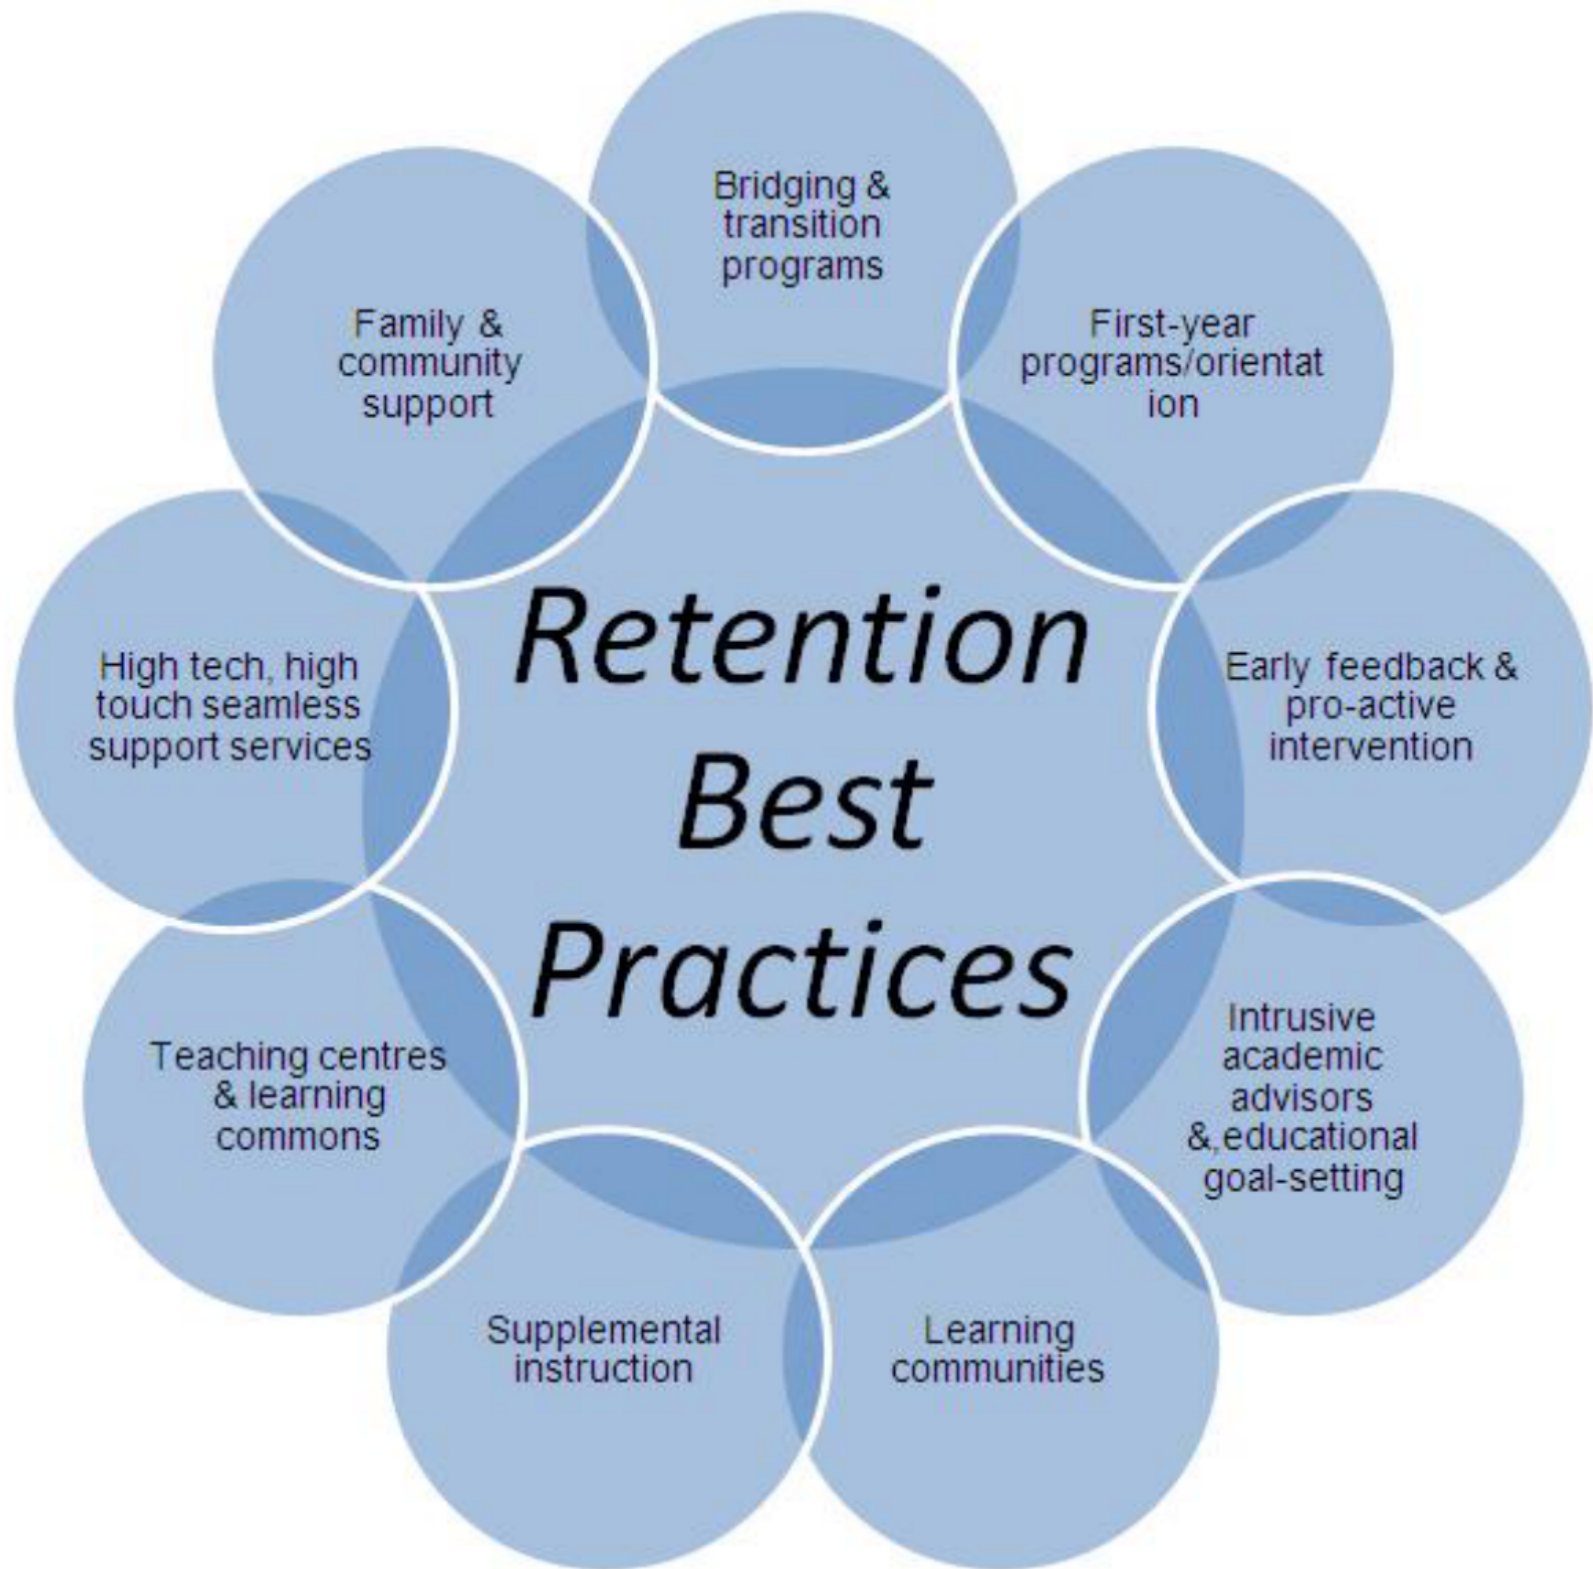 Bridging &
transition
programs
First-year
programs/orientat
ion
Early feedback &
pro-active
intervention
Intrusive
academic
advisors
&,educational
goal-setting
Learning
communities
Supplemental
instruction
Teaching centres
& learning
commons
High tech, high
touch seamless
support services
Family &
community
support
Retention
Best
Practices